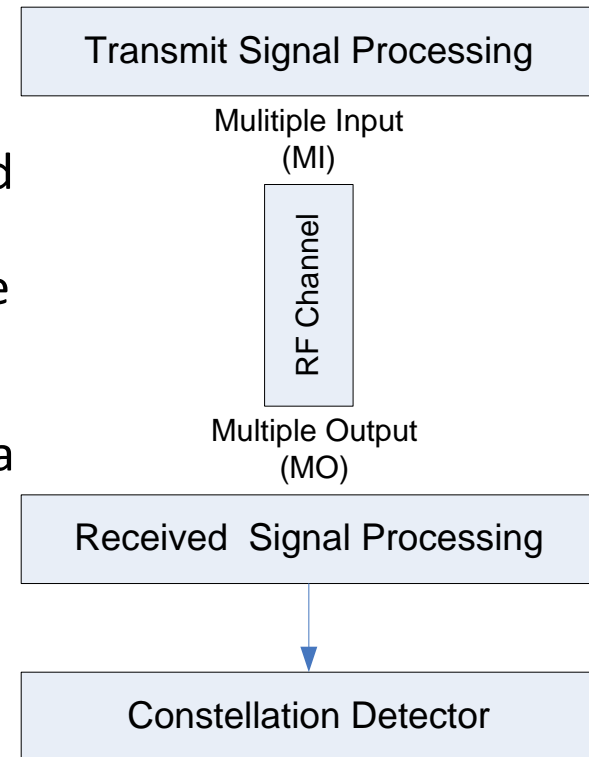 Transmit Signal Processing
Mulitiple Input
(MI)
d
RF Channel
e
Multiple Output
(MO)
a
Received Signal Processing
Constellation Detector